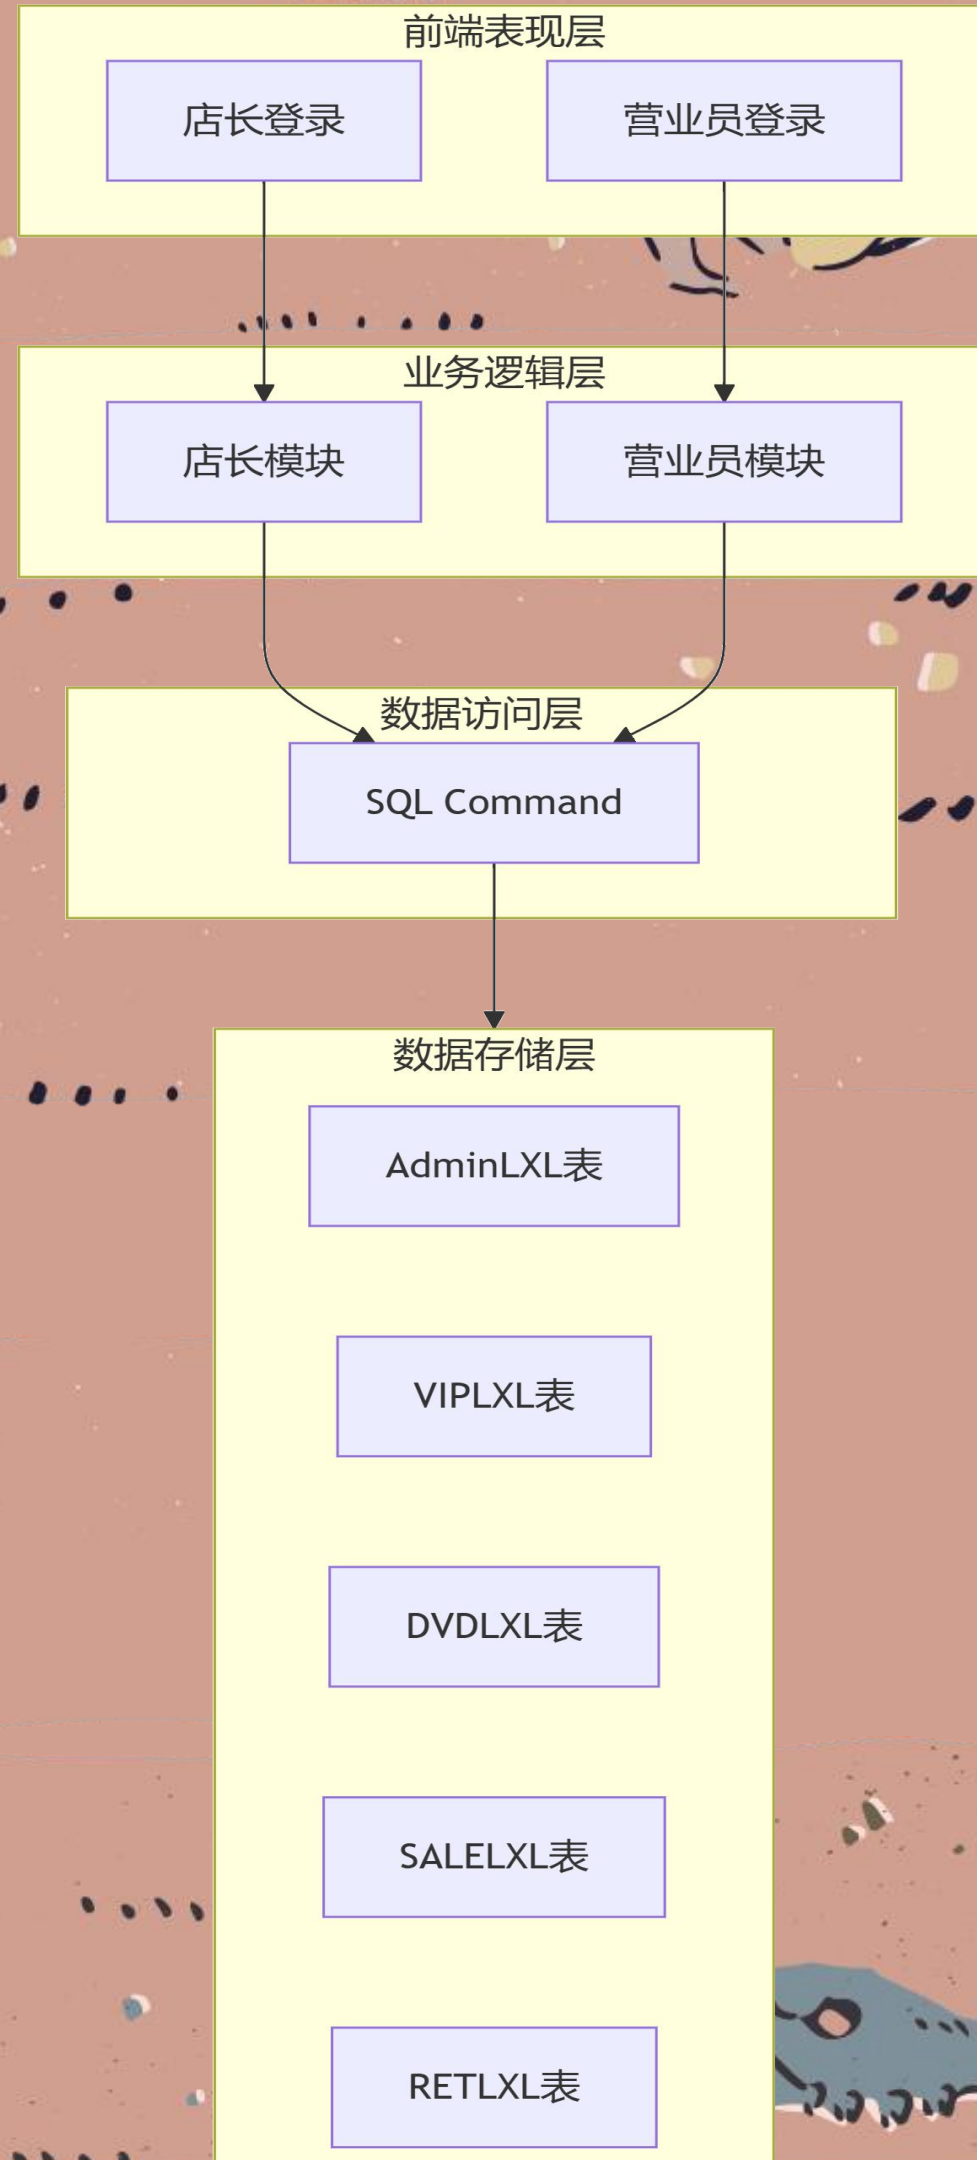 前端表现层
店长登录
营业员登录
业务逻辑层
店长模块
营业员模块
数据访问层
SQL Command
数据存储层
AdminLXL表
VIPLXL表
DVDLXL表
SALELXL表
RETLXL表